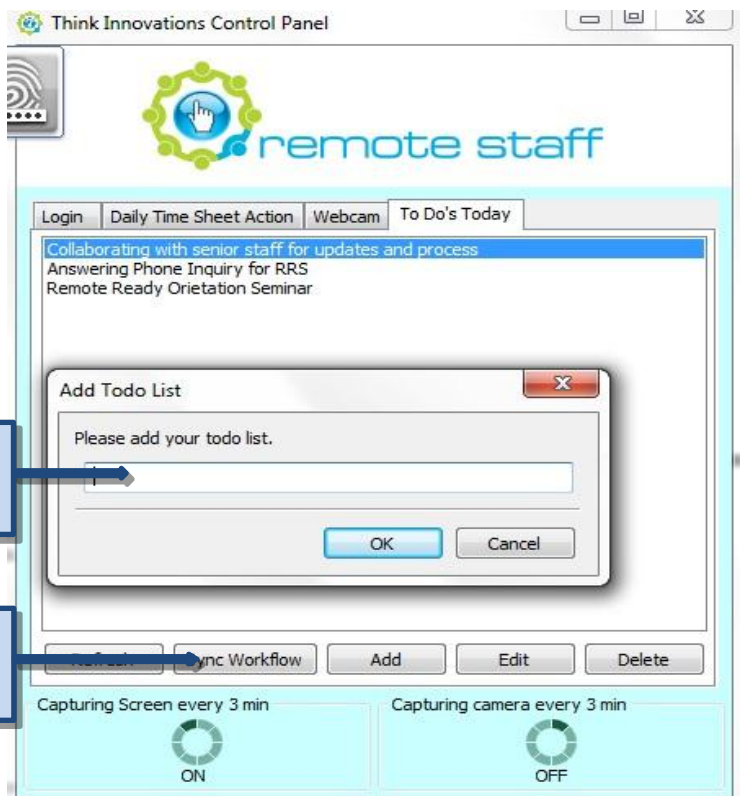 Think Innovations Control Panel
remote staff
Login Daily Time Sheet Action Webcam To Do's Today
Collaborating with senior staff for updates and process
Answering Phone Inquiry for RRS
Remote Ready Orietation Seminar
Add Todo List
Please add your todo list.
OK Cancel
Workflow Add Edit Delete
Capturing Screen every 3 min Capturing camera every 3 min
ON OFF